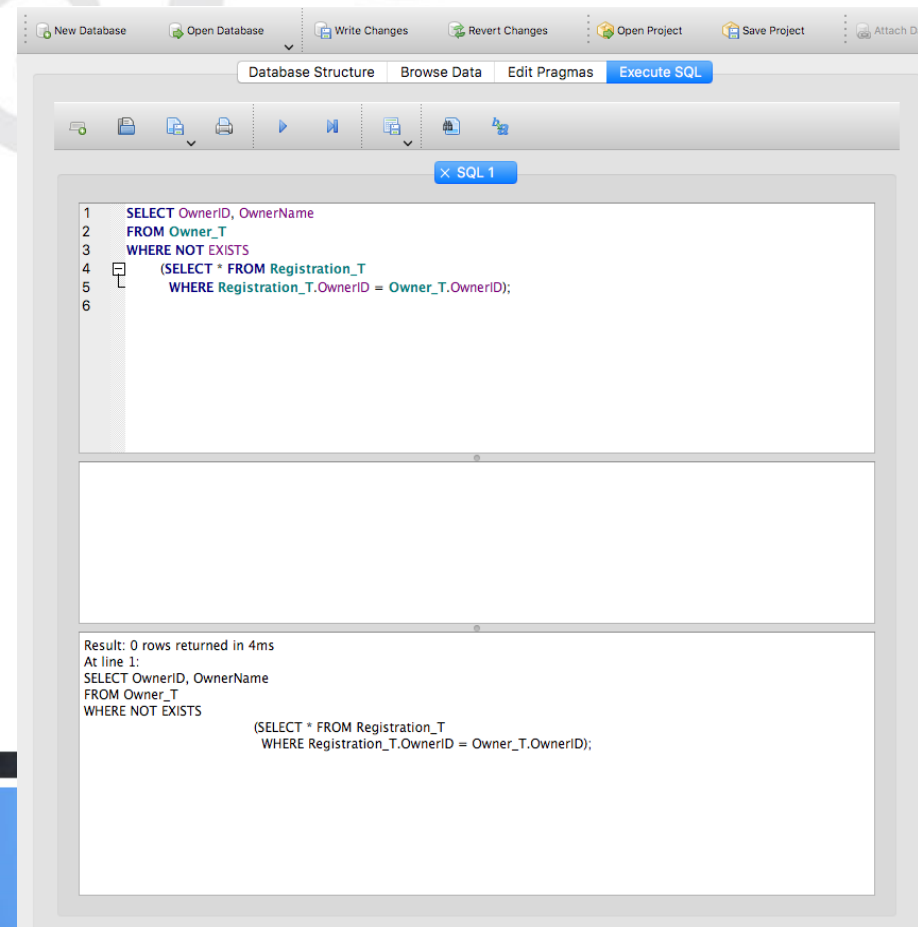 New Database Open Database Write Changes Revert Changes Open Project Save Project Attach D
Database Structure Browse Data Edit Pragmas Execute SQL
SQL 1
1 SELECT OwnerID, OwnerName
2 FROM Owner_T
3 WHERE NOT EXISTS
4 (SELECT * FROM Registration_T
5 WHERE Registration_T.OwnerID = Owner_T.OwnerID);
6
Result: 0 rows returned in 4ms
At line 1:
SELECT OwnerID, OwnerName
FROM Owner_T
WHERE NOT EXISTS
(SELECT * FROM Registration_T
WHERE Registration_T.OwnerID = Owner_T.OwnerID);